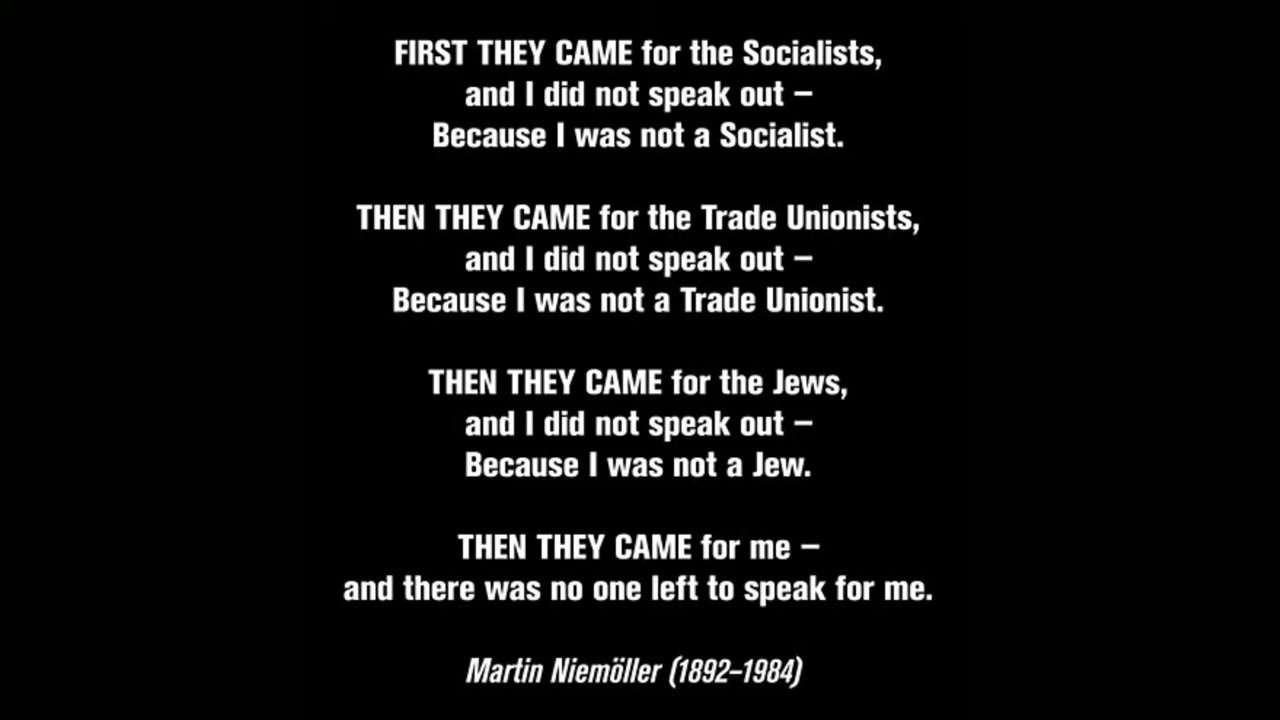 FIRST THEY CAME for the Socialists,
and I did not speak out –
Because I was not a Socialist.
THEN THEY CAME for the Trade Unionists,
and I did not speak out –
Because I was not a Trade Unionist.
THEN THEY CAME for the Jews,
and I did not speak out –
Because I was not a Jew.
THEN THEY CAME for me –
and there was no one left to speak for me.
Martin Niemöller (1892–1984)